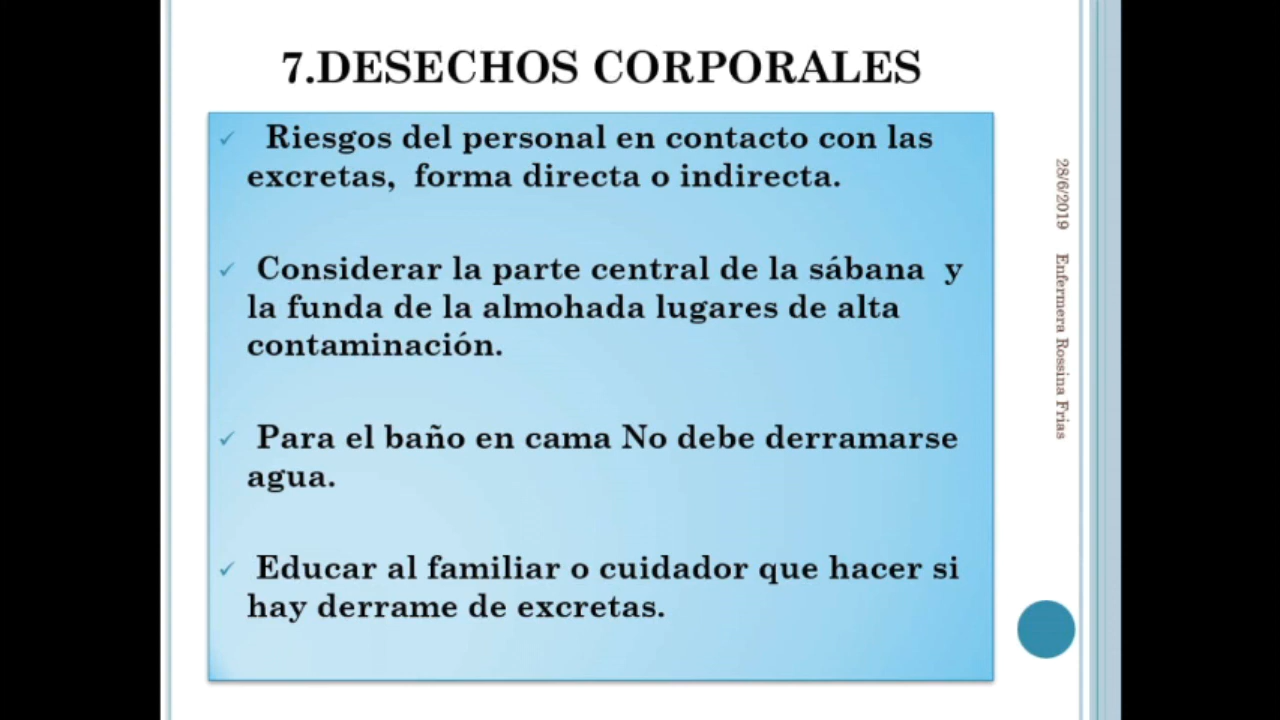 7.DESECHOS CORPORALES
✓ Riesgos del personal en contacto con las
excretas, forma directa o indirecta.
✓ Considerar la parte central de la sábana y
la funda de la almohada lugares de alta
contaminación.
✓ Para el baño en cama No debe derramarse
agua.
✓ Educar al familiar o cuidador que hacer si
hay derrame de excretas.
28/6/2019 Enfermera Rossina Frias